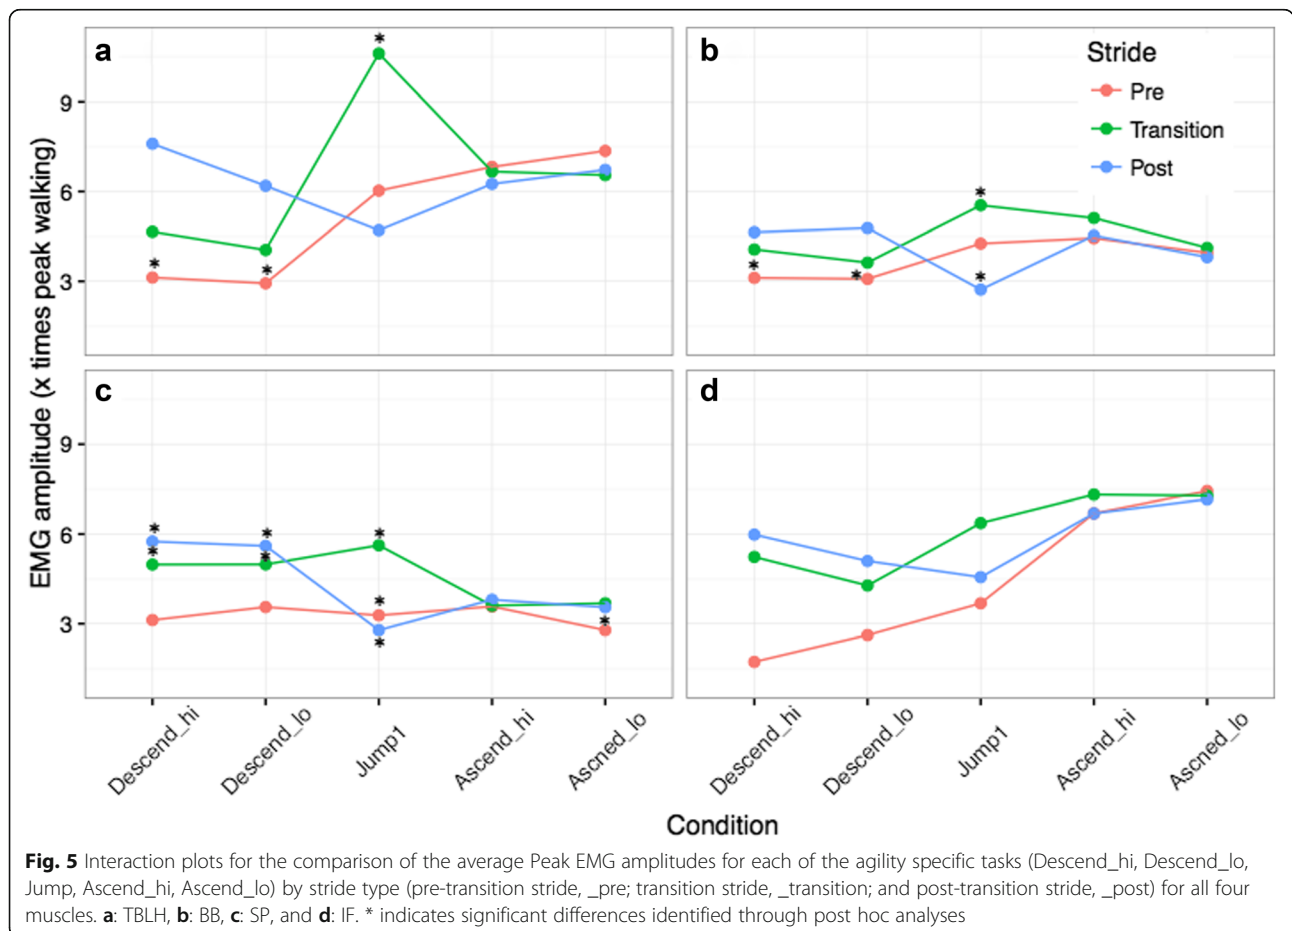 a
b
Stride
Pre
Transition
Post
9
6
3
c
d
9
6
3
EMG amplitude (x times peak walking)
Descend_hi
Descend_lo
Jump1
Ascend_hi
Ascned_lo
Descend_hi
Descend_lo
Jump1
Ascend_hi
Ascned_lo
Condition
Fig. 5 Interaction plots for the comparison of the average Peak EMG amplitudes for each of the agility specific tasks (Descend_hi, Descend_lo,
Jump, Ascend_hi, Ascend_lo) by stride type (pre-transition stride, _pre; transition stride, _transition; and post-transition stride, _post) for all four
muscles. a: TBLH, b: BB, c: SP, and d: IF. * indicates significant differences identified through post hoc analyses